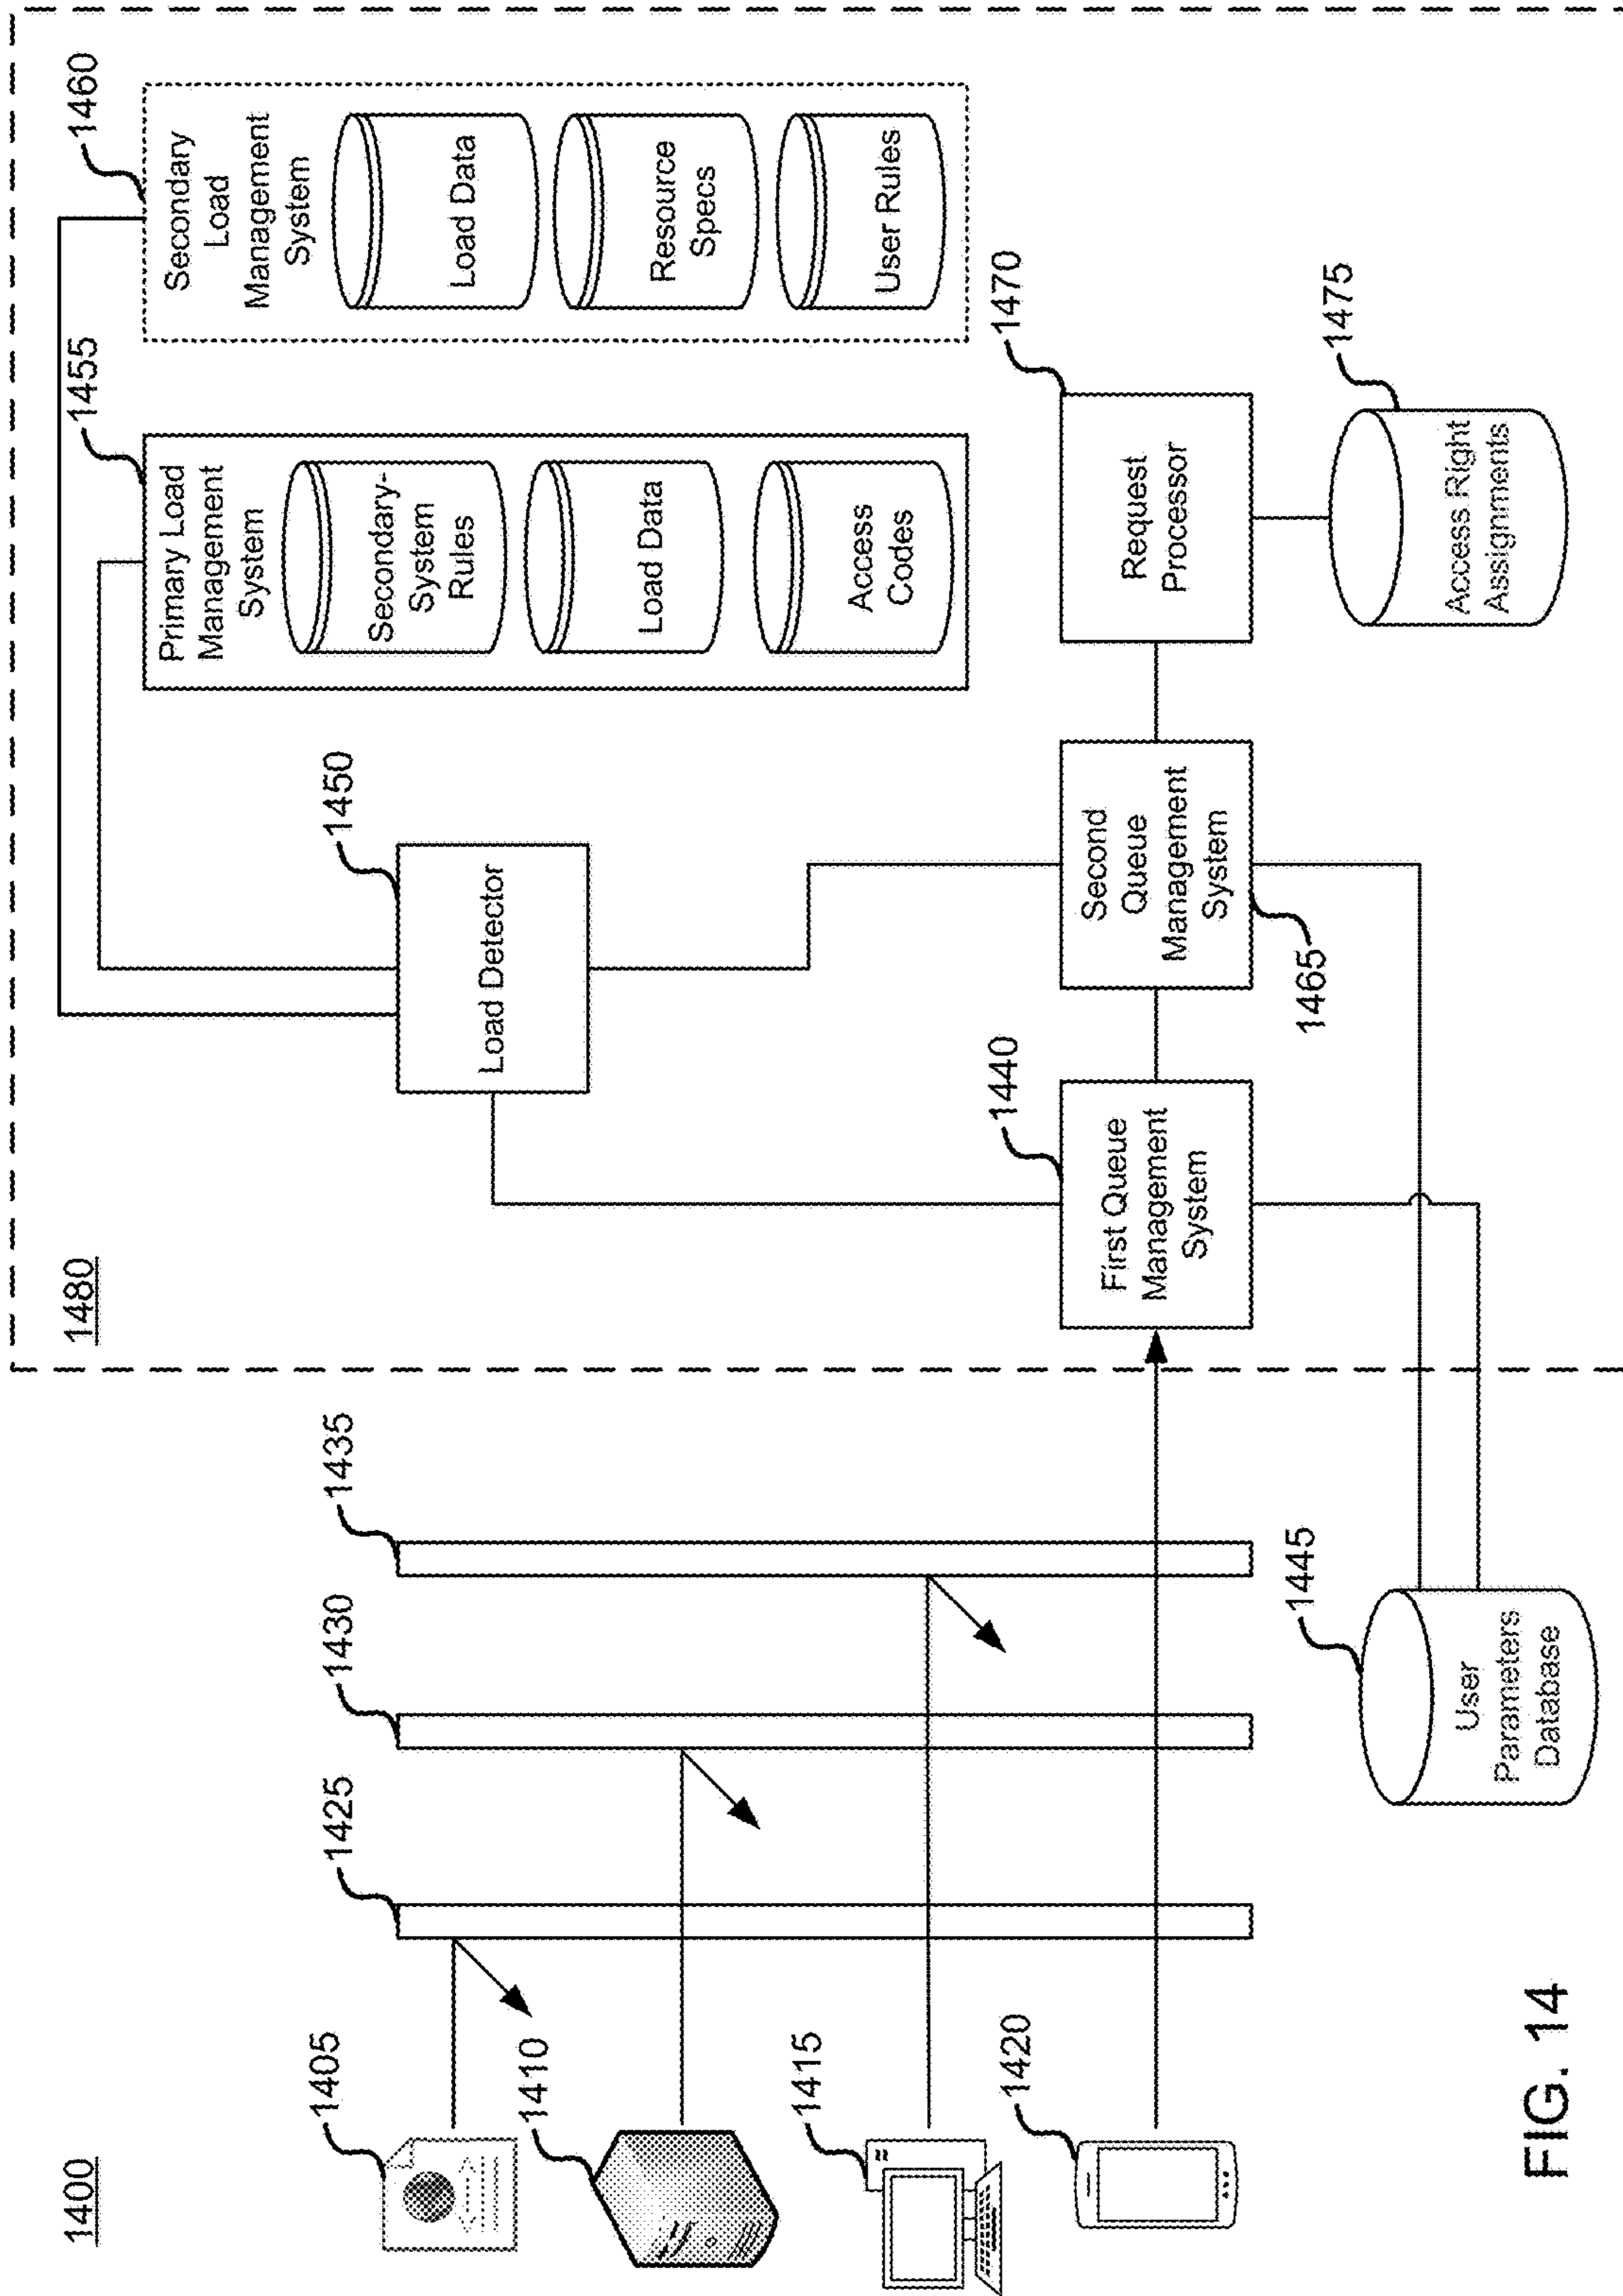 1400
1480
1405
1410
1415
1420
1425
1430
1435
1440
First Queue
Management
System
1445
User
Parameters
Database
1450
Load Detector
1455
Primary Load
Management
System
Secondary-
System
Rules
Load Data
Access
Codes
1460
Secondary
Load
Management
System
Load Data
Resource
Specs
User Rules
Second
Queue
Management
System
1465
1470
Request
Processor
1475
Access Right
Assignments
FIG. 14